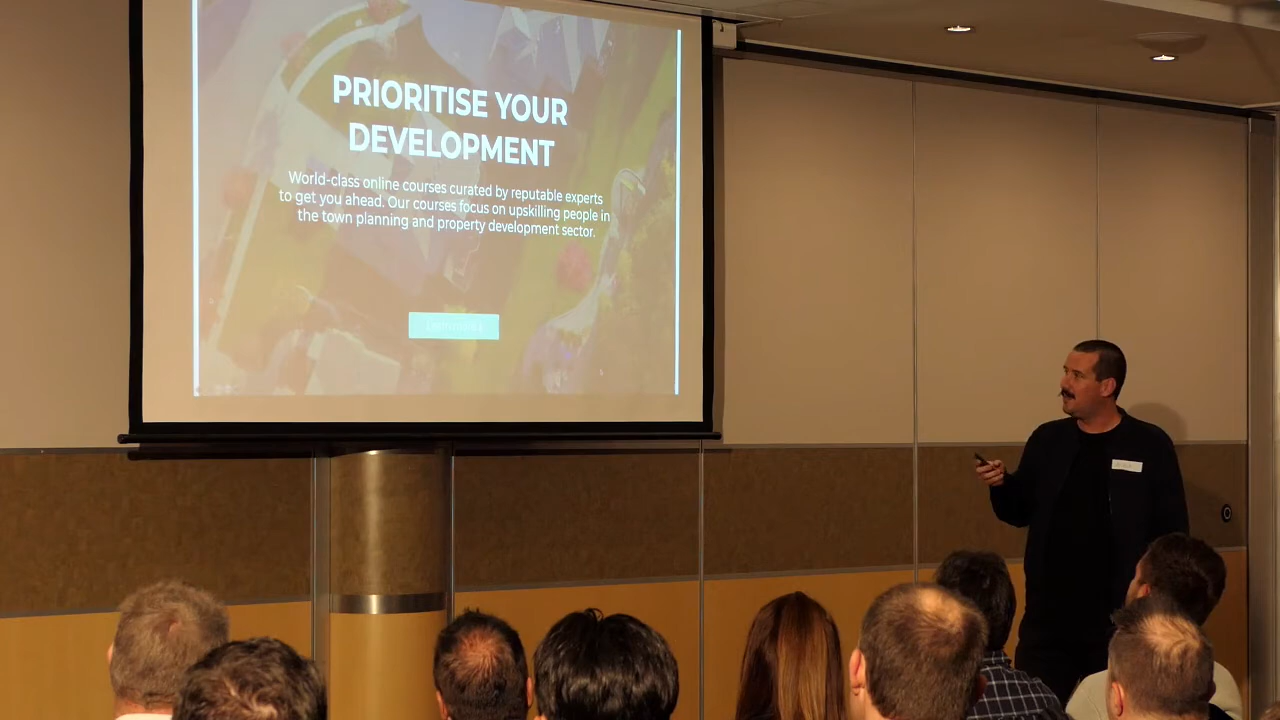 PRIORITISE YOUR
DEVELOPMENT
World-class online courses curated by reputable experts
to get you ahead. Our courses focus on upskilling people in
the town planning and property development sector.